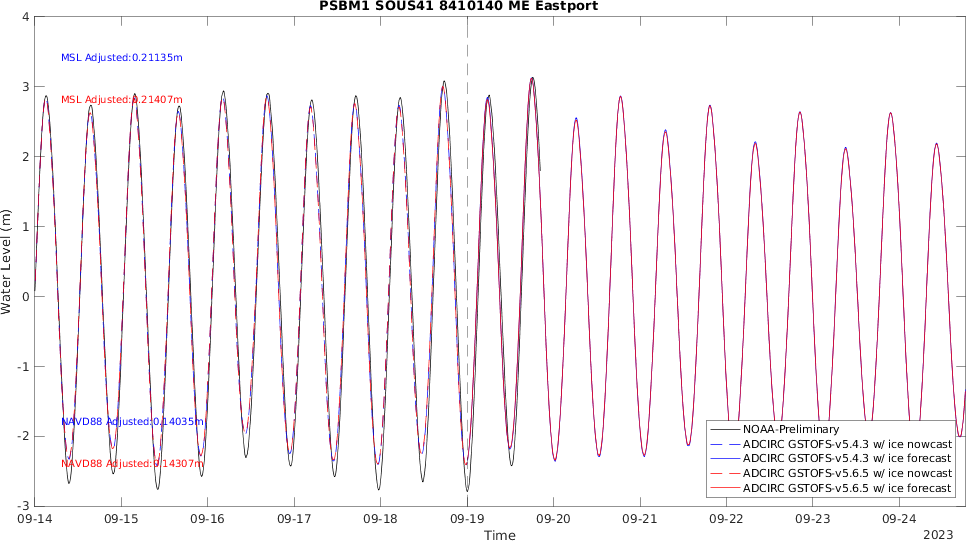 PSBM1 SOUS41 8410140 ME Eastport
4
3
2
1
0
-1
-2
-3
Water Level (m)
MSL Adjusted:0.21135m
MSL Adjusted:0.21407m
NAVD88 Adjusted:0.14035m
NAVD88 Adjusted:0.14307m
NOAA-Preliminary
ADCIRC GSTOFS-v5.4.3 w/ ice nowcast
ADCIRC GSTOFS-v5.4.3 w/ ice forecast
ADCIRC GSTOFS-v5.6.5 w/ ice nowcast
ADCIRC GSTOFS-v5.6.5 w/ ice forecast
09-14 09-15 09-16 09-17 09-18 09-19 09-20 09-21 09-22 09-23 09-24
Time
2023